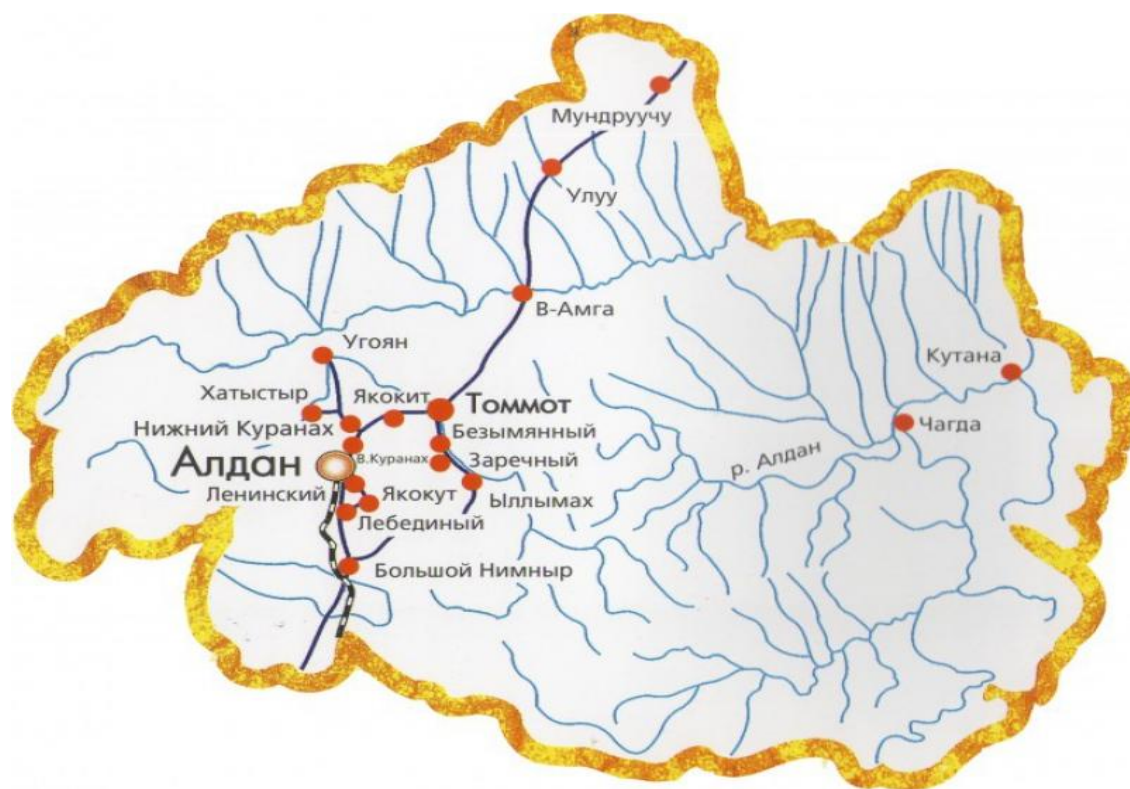 Мундруучу
Улуу
В-Амга
Угоян
Кутана
Хатыстыр
Якокит
Томмот
Нижний Куранах
Безымянный
Чагда
Алдан
В.Куранах
Заречный
р. Алдан
Ленинский
Якокут
Ыллымах
Лебединый
Большой Нимныр